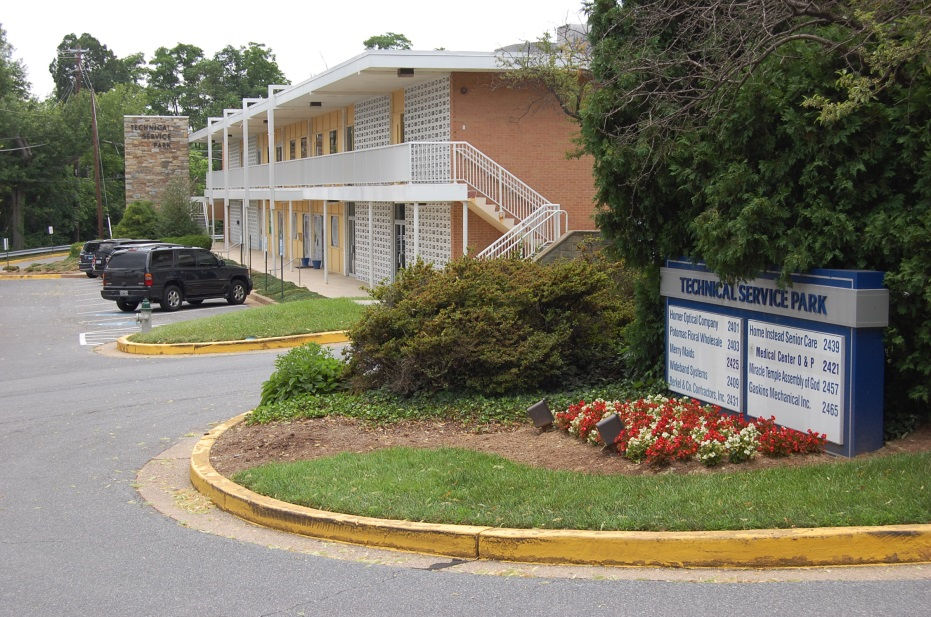 TECHNICAL
SERVICE
PARK
TECHNICAL SERVICE PARK
Homer Optical Company 2401
Potomac Floral Wholesale 2403
Merry Maids 2425
Wideband Systems 2409
Berkel & Co. Contractors, Inc. 2431
Home Instead Senior Care 2439
Medical Center O & P 2421
Miracle Temple Assembly of God 2457
Gaskins Mechanical Inc. 2465